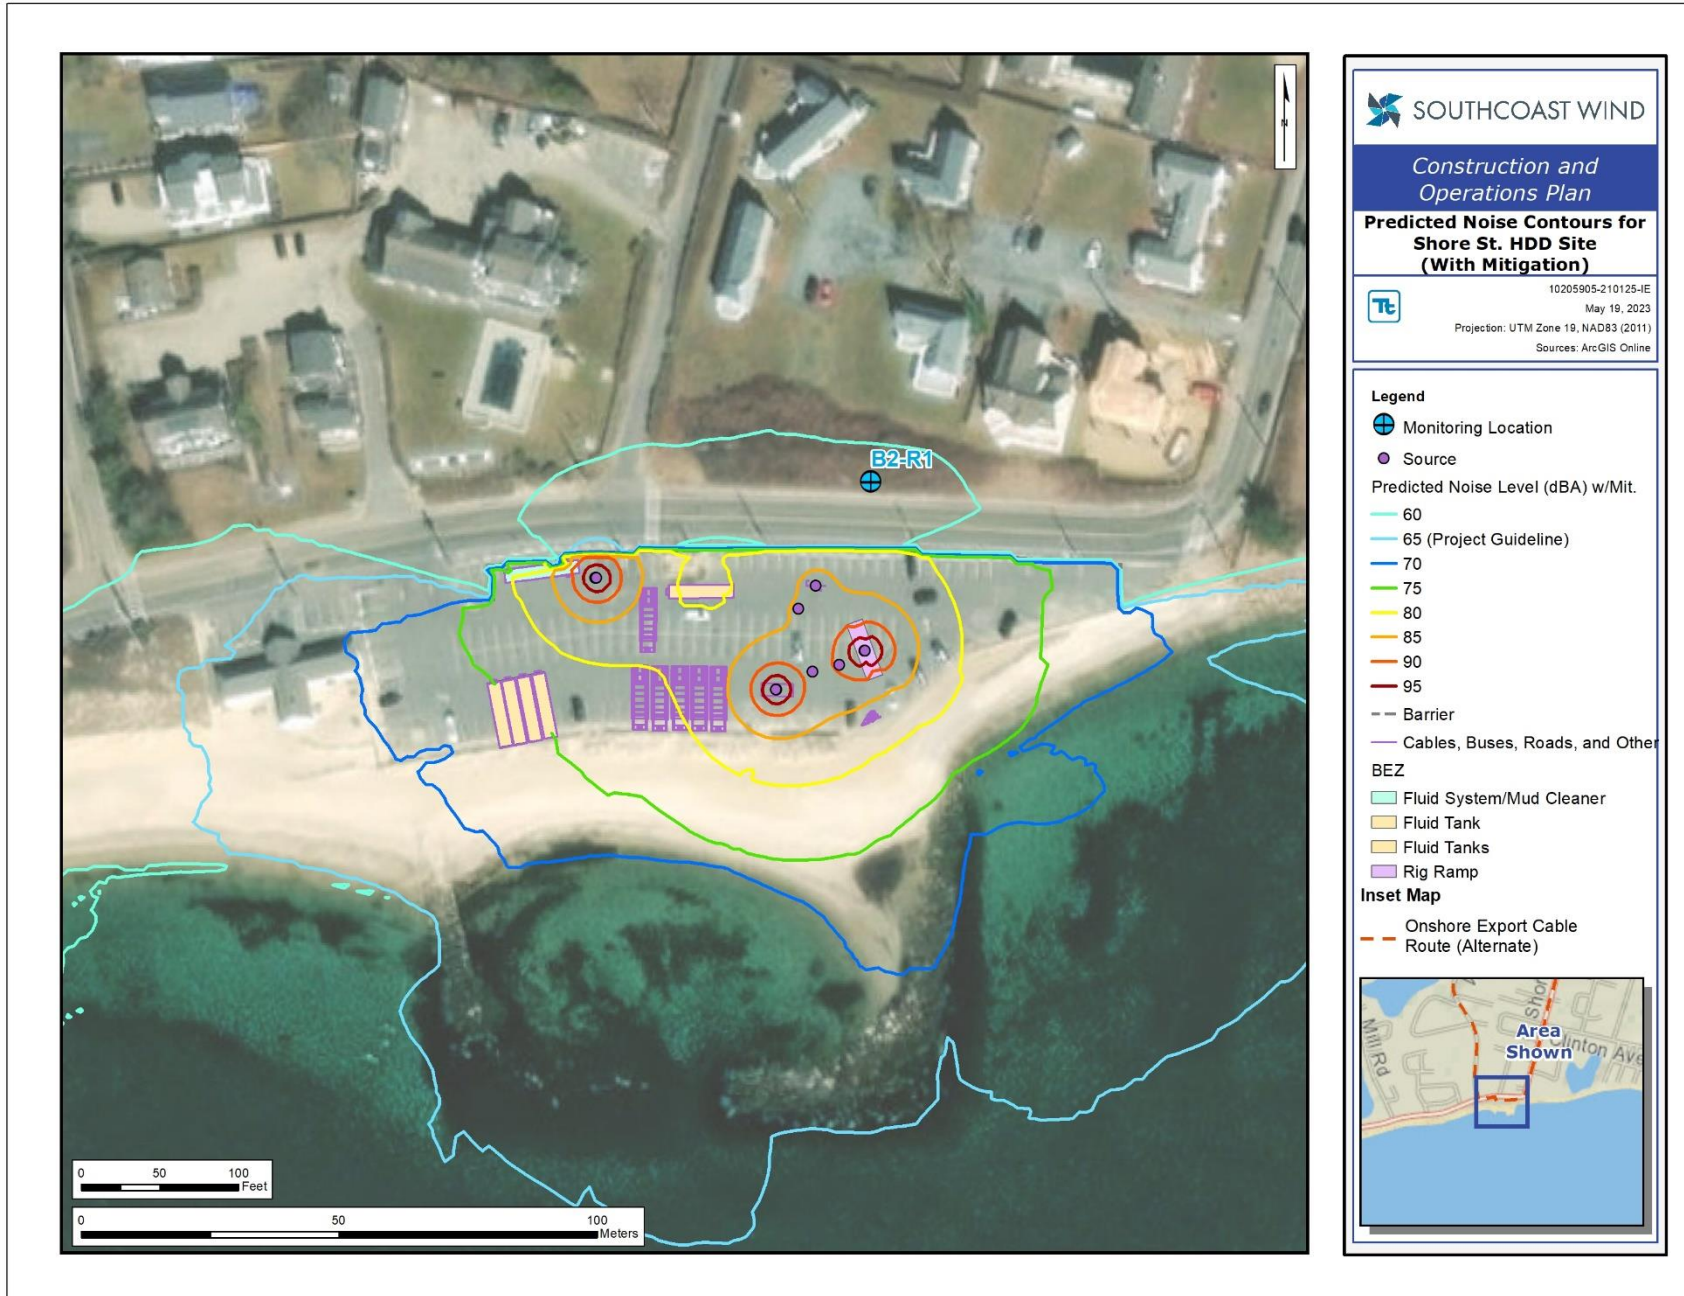 N
B2-R1
0 50 100
Feet
0 50 100
Meters
SOUTHCOAST WIND
Construction and
Operations Plan
Predicted Noise Contours for
Shore St. HDD Site
(With Mitigation)
Tt
10205905-210125-IE
May 19, 2023
Projection: UTM Zone 19, NAD83 (2011)
Sources: ArcGIS Online
Legend
Monitoring Location
Source
Predicted Noise Level (dBA) w/Mit.
60
65 (Project Guideline)
70
75
80
85
90
95
Barrier
Cables, Buses, Roads, and Other
BEZ
Fluid System/Mud Cleaner
Fluid Tank
Fluid Tanks
Rig Ramp
Inset Map
Onshore Export Cable
Route (Alternate)
Mill Rd
Shor
Area
Shown
Clinton Ave